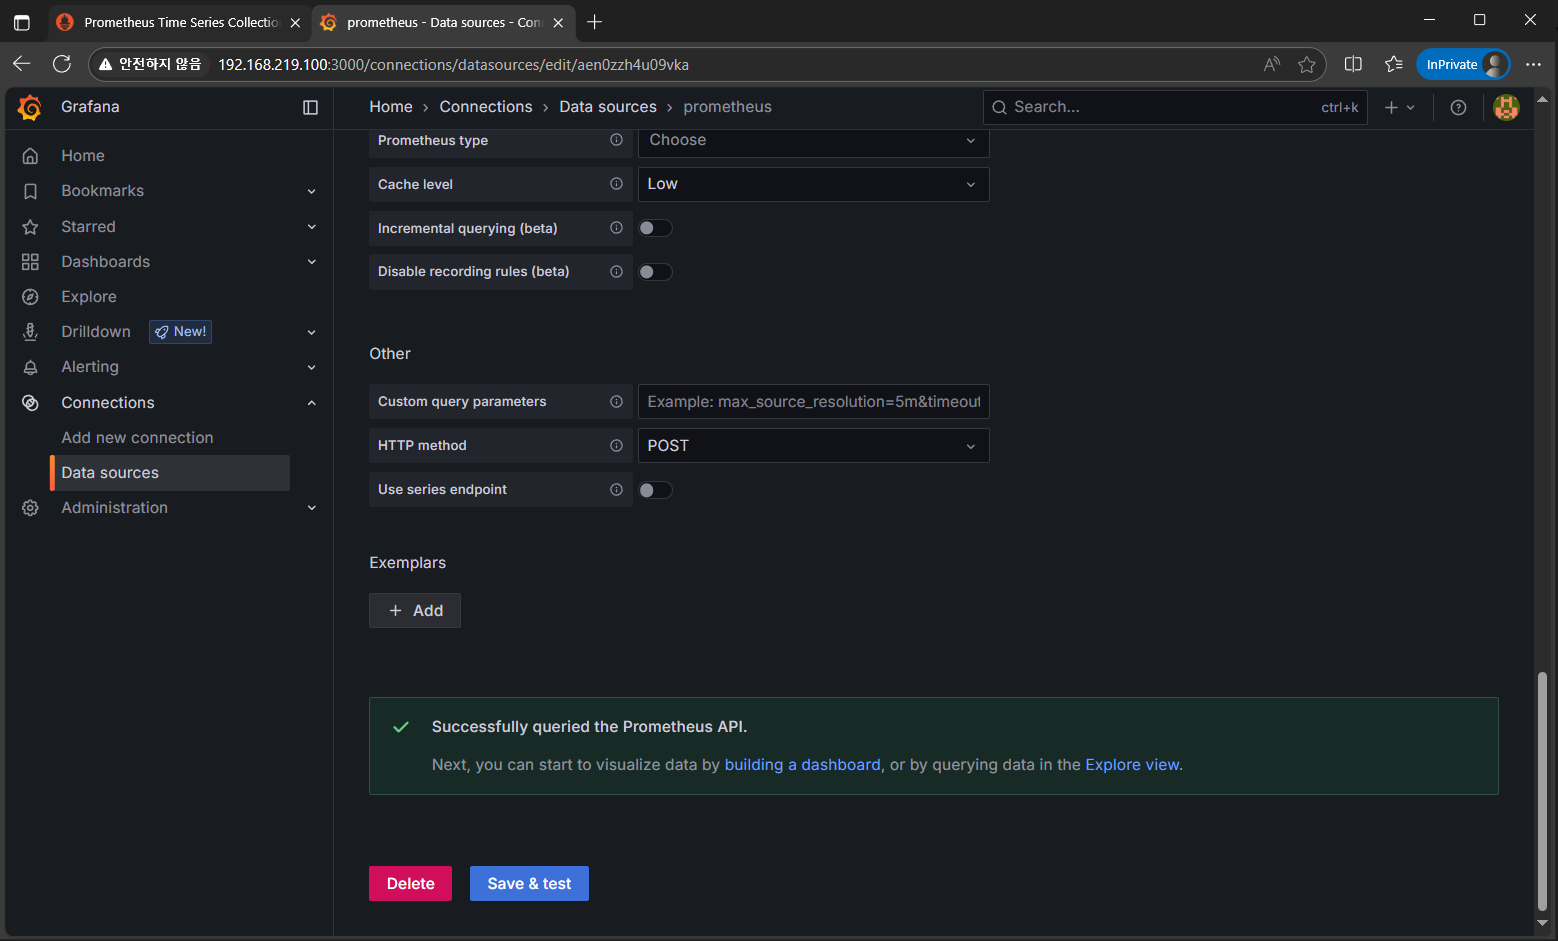 Prometheus Time Series Collectio
prometheus - Data sources - Con
안전하지 않음 192.168.219.100:3000/connections/datasources/edit/aen0zzh4u09vka
InPrivate
Grafana
Home › Connections › Data sources › prometheus
Search...
ctrl+k
Home
Bookmarks
Starred
Dashboards
Explore
Drilldown New!
Alerting
Connections
Add new connection
Data sources
Administration
Prometheus type Choose
Cache level Low
Incremental querying (beta)
Disable recording rules (beta)
Other
Custom query parameters Example: max_source_resolution=5m&timeout
HTTP method POST
Use series endpoint
Exemplars
+ Add
Successfully queried the Prometheus API.
Next, you can start to visualize data by building a dashboard, or by querying data in the Explore view.
Delete Save & test